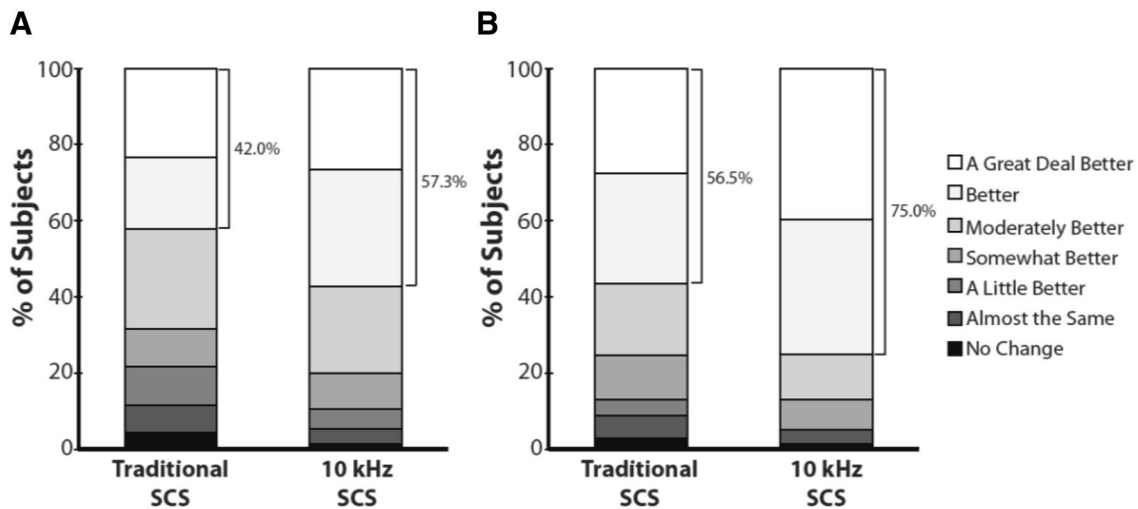 A
B
% of Subjects
100
80
60
40
20
0
42.0%
57.3%
Traditional
SCS
10 kHz
SCS
% of Subjects
100
80
60
40
20
0
56.5%
75.0%
Traditional
SCS
10 kHz
SCS
A Great Deal Better
Better
Moderately Better
Somewhat Better
A Little Better
Almost the Same
No Change